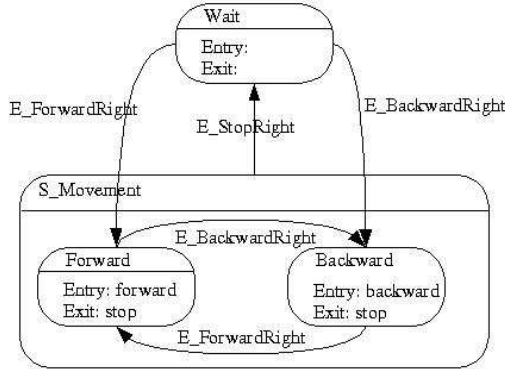 Wait
Entry:
Exit:
E_ForwardRight
E_BackwardRight
E_StopRight
S_Movement
E_BackwardRight
Forward
Entry: forward
Exit: stop
Backward
Entry: backward
Exit: stop
E_ForwardRight